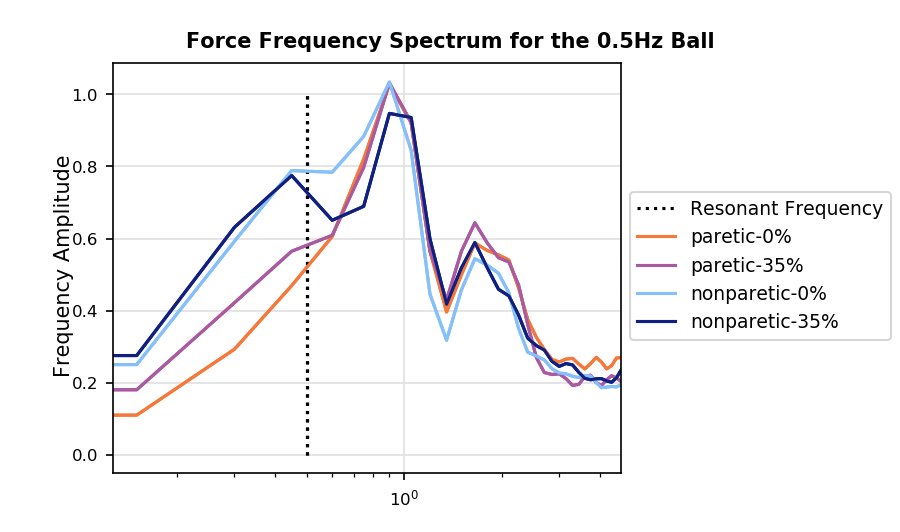 Force Frequency Spectrum for the 0.5Hz Ball
Frequency Amplitude
1.0
0.8
0.6
0.4
0.2
0.0
10⁰
Resonant Frequency
paretic-0%
paretic-35%
nonparetic-0%
nonparetic-35%